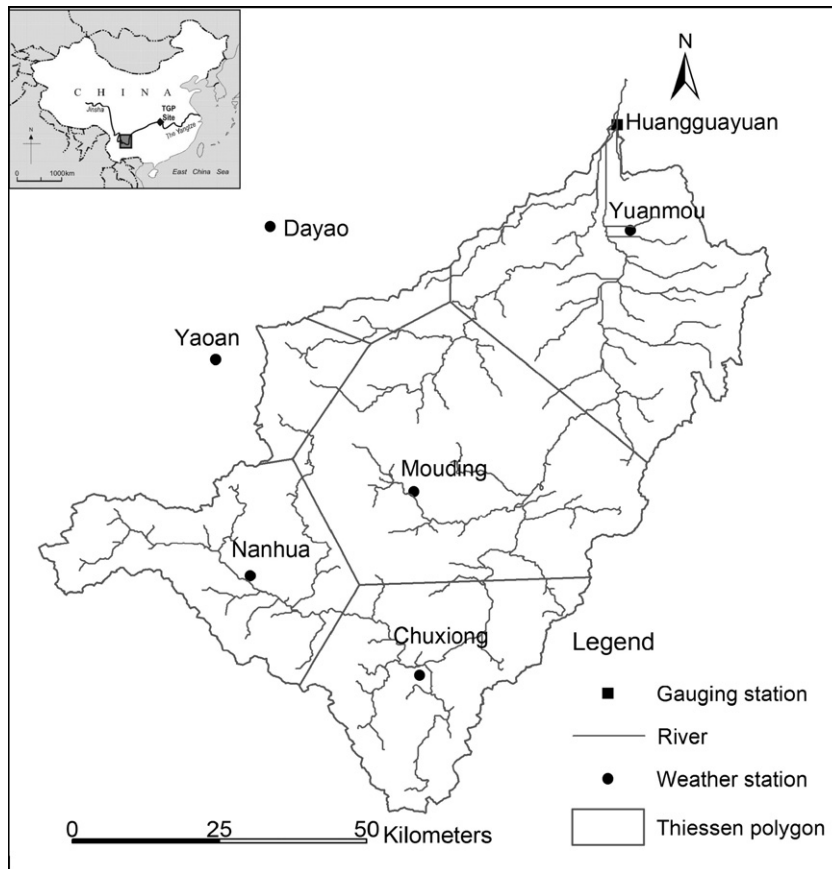 C H I N A
Jinsha
TGP
Site
The Yangtze
N
0 1000km
East China Sea
N
Huangguayuan
Yuanmou
Dayao
Yaoan
Mouding
Nanhua
Chuxiong
Legend
Gauging station
River
Weather station
Thiessen polygon
0 25 50
Kilometers